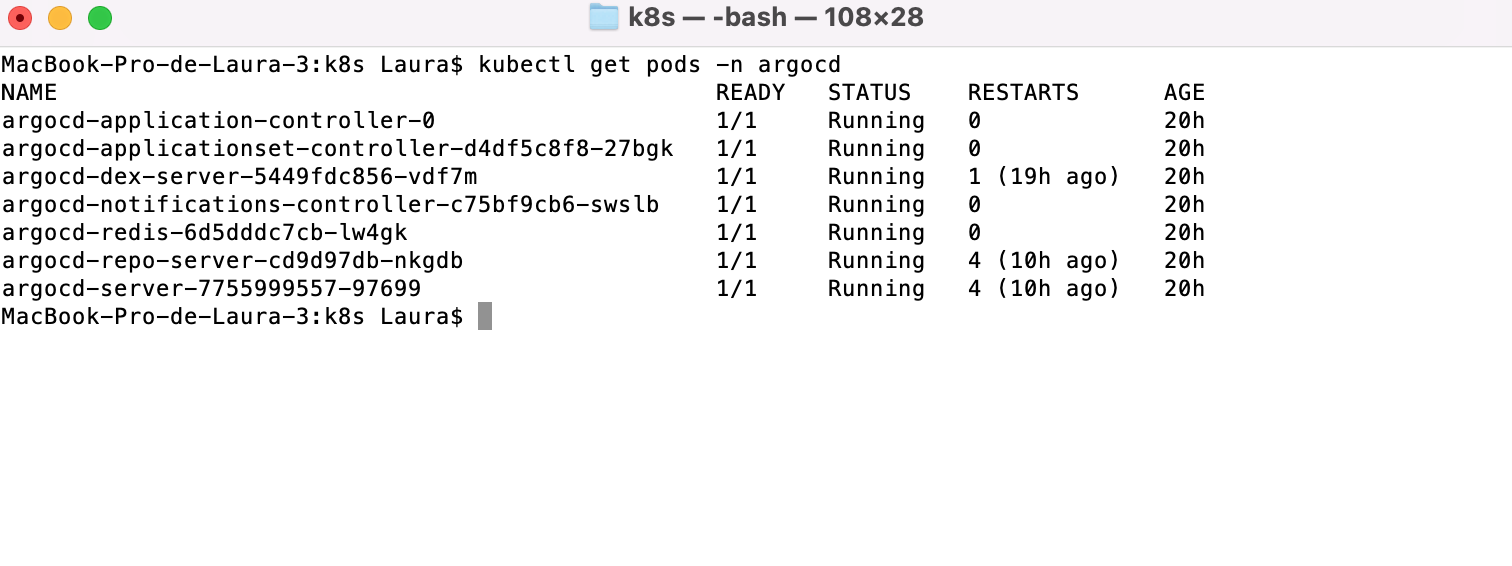 k8s — -bash — 108×28
MacBook-Pro-de-Laura-3:k8s Laura$ kubectl get pods -n argocd
NAME READY STATUS RESTARTS AGE
argocd-application-controller-0 1/1 Running 0 20h
argocd-applicationset-controller-d4df5c8f8-27bgk 1/1 Running 0 20h
argocd-dex-server-5449fdc856-vdf7m 1/1 Running 1 (19h ago) 20h
argocd-notifications-controller-c75bf9cb6-swslb 1/1 Running 0 20h
argocd-redis-6d5dddc7cb-lw4gk 1/1 Running 0 20h
argocd-repo-server-cd9d97db-nkgdb 1/1 Running 4 (10h ago) 20h
argocd-server-7755999557-97699 1/1 Running 4 (10h ago) 20h
MacBook-Pro-de-Laura-3:k8s Laura$